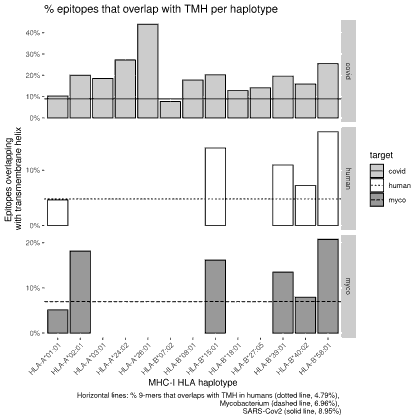 % epitopes that overlap with TMH per haplotype
40%
30%
20%
10%
0%
covid
10%
0%
human
20%
10%
0%
myco
Epitopes overlapping
with transmembrane helix
HLA-A*01:01
HLA-A*02:01
HLA-A*03:01
HLA-A*24:02
HLA-A*26:01
HLA-B*07:02
HLA-B*08:01
HLA-B*15:01
HLA-B*18:01
HLA-B*27:05
HLA-B*39:01
HLA-B*40:02
HLA-B*58:01
MHC-I HLA haplotype
target
covid
human
myco
Horizontal lines: % 9-mers that overlaps with TMH in humans (dotted line, 4.79%),
Mycobacterium (dashed line, 6.96%),
SARS-Cov2 (solid line, 8.95%)